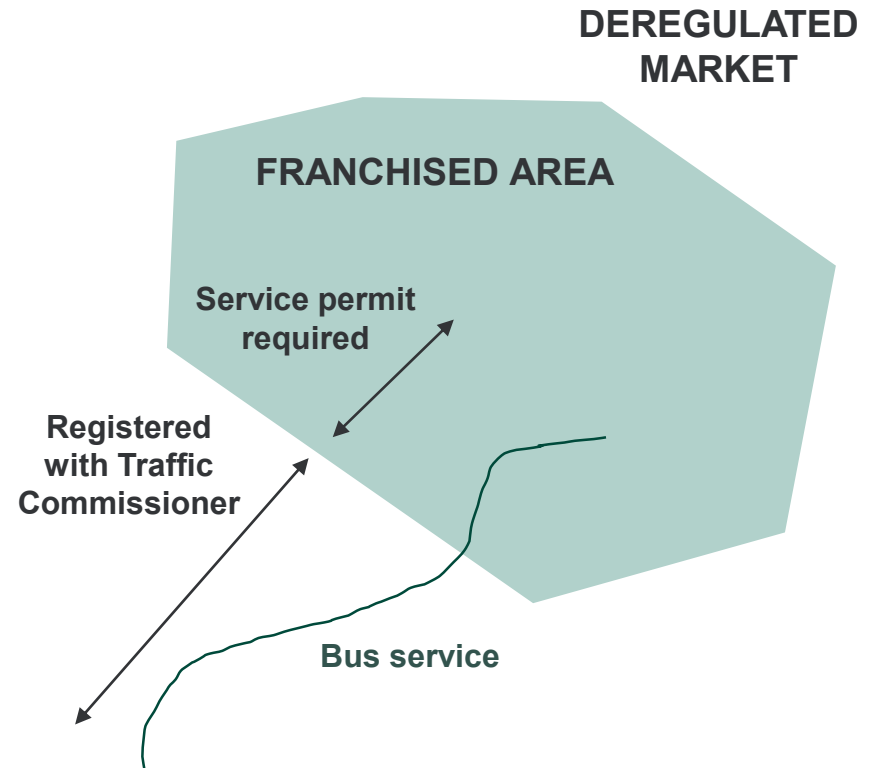 DEREGULATED
MARKET
FRANCHISED AREA
Service permit
required
Registered
with Traffic
Commissioner
Bus service